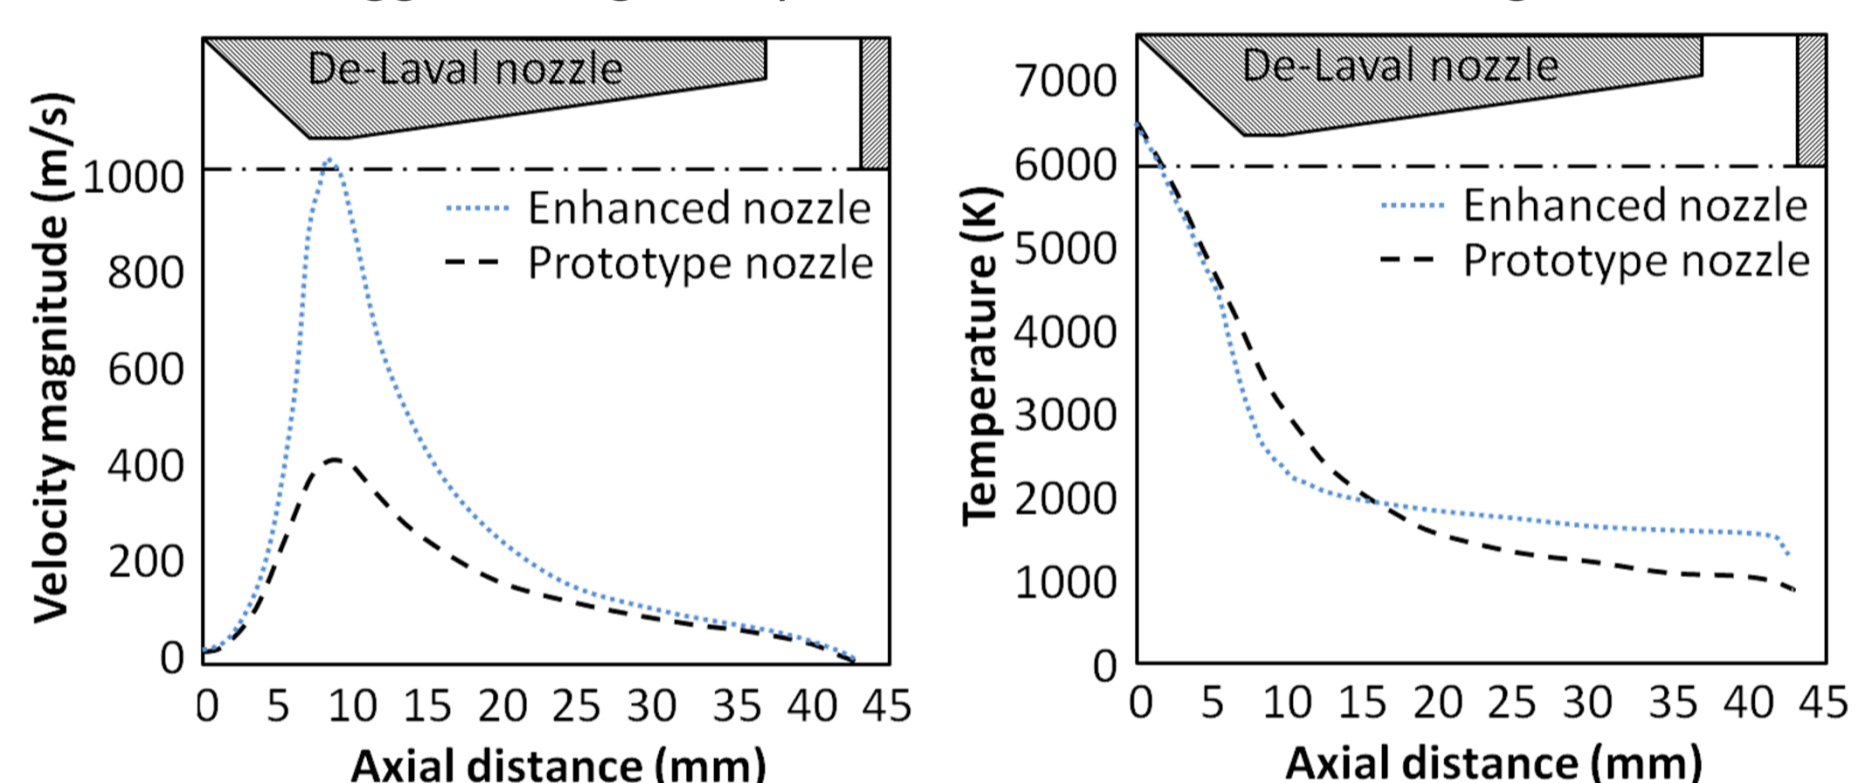 De-Laval nozzle
Velocity magnitude (m/s)
1000
800
600
400
200
0
Enhanced nozzle
Prototype nozzle
0 5 10 15 20 25 30 35 40 45
Axial distance (mm)
De-Laval nozzle
Temperature (K)
7000
6000
5000
4000
3000
2000
1000
0
Enhanced nozzle
Prototype nozzle
0 5 10 15 20 25 30 35 40 45
Axial distance (mm)